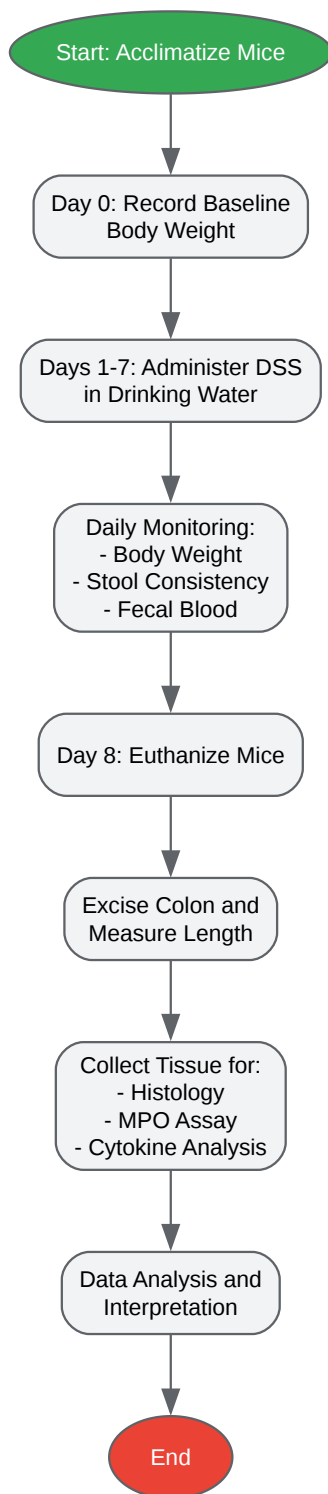 Start: Acclimatize Mice
Day 0: Record Baseline
Body Weight
Days 1-7: Administer DSS
in Drinking Water
Daily Monitoring:
- Body Weight
- Stool Consistency
- Fecal Blood
Day 8: Euthanize Mice
Excise Colon and
Measure Length
Collect Tissue for:
- Histology
- MPO Assay
- Cytokine Analysis
Data Analysis and
Interpretation
End